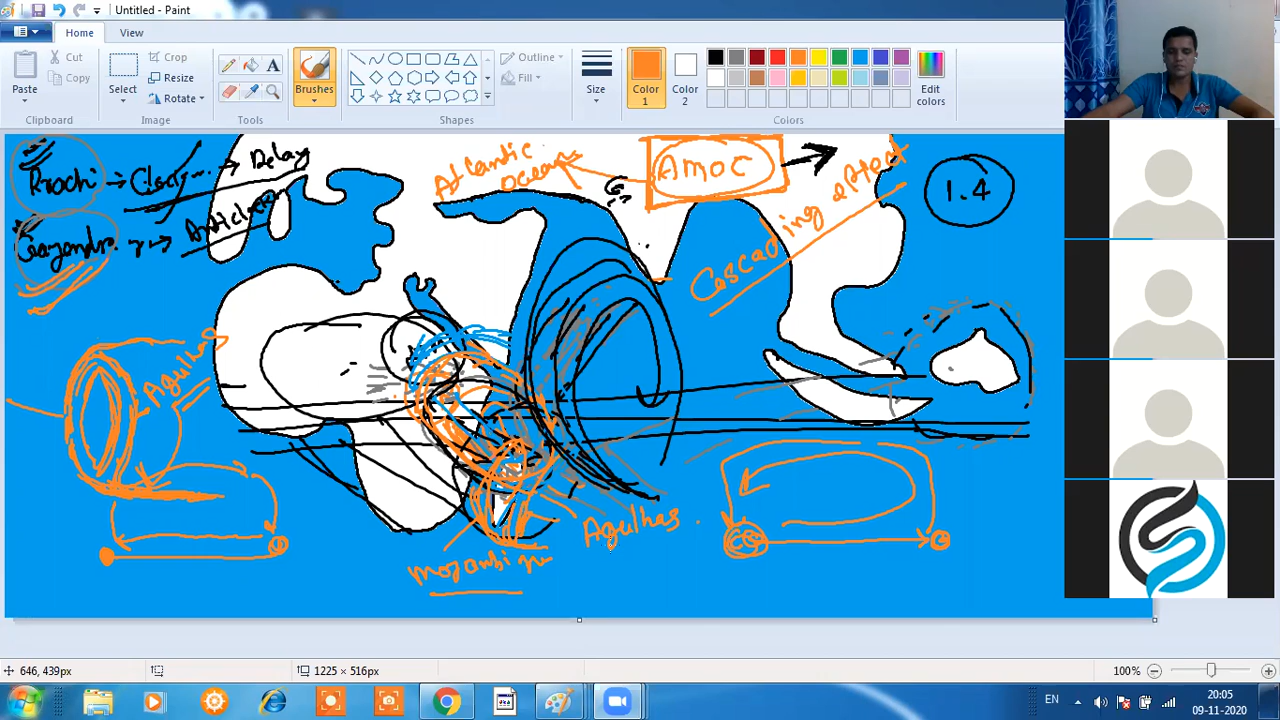 Untitled - Paint
Home
View
Paste
Cut
Copy
Clipboard
Select
Crop
Resize
Rotate
Image
Tools
Brushes
Shapes
Outline
Fill
Size
Color 1
Color 2
Edit colors
Colors
Delay
Atlantic
ocean
AMOC
Cascading effect
1.4
Agulhas
Agulhas
646, 439px
1225 × 516px
100%
EN
20:05
09-11-2020